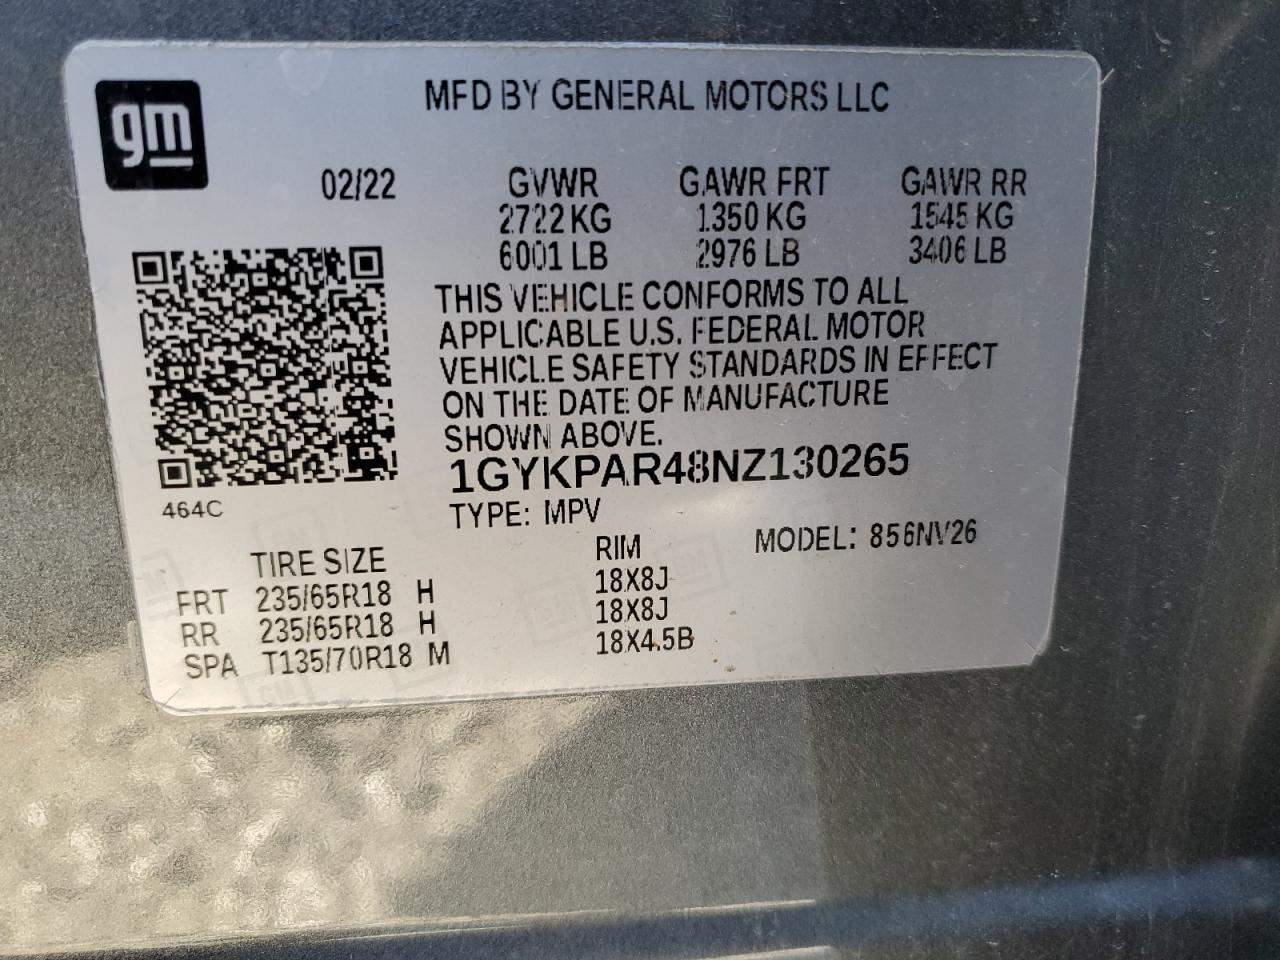 gm
MFD BY GENERAL MOTORS LLC
02/22 GVWR GAWR FRT GAWR RR
2722 KG 1350 KG 1545 KG
6001 LB 2976 LB 3406 LB
THIS VEHICLE CONFORMS TO ALL
APPLICABLE U.S. FEDERAL MOTOR
VEHICLE SAFETY STANDARDS IN EFFECT
ON THE DATE OF MANUFACTURE
SHOWN ABOVE.
1GYKPAR48NZ130265
464C
TYPE: MPV
MODEL: 856NV26
TIRE SIZE RIM
FRT 235/65R18 H 18X8J
RR 235/65R18 H 18X8J
SPA T135/70R18 M 18X4.5B